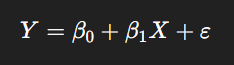 Y = β₀ + β₁X + ε